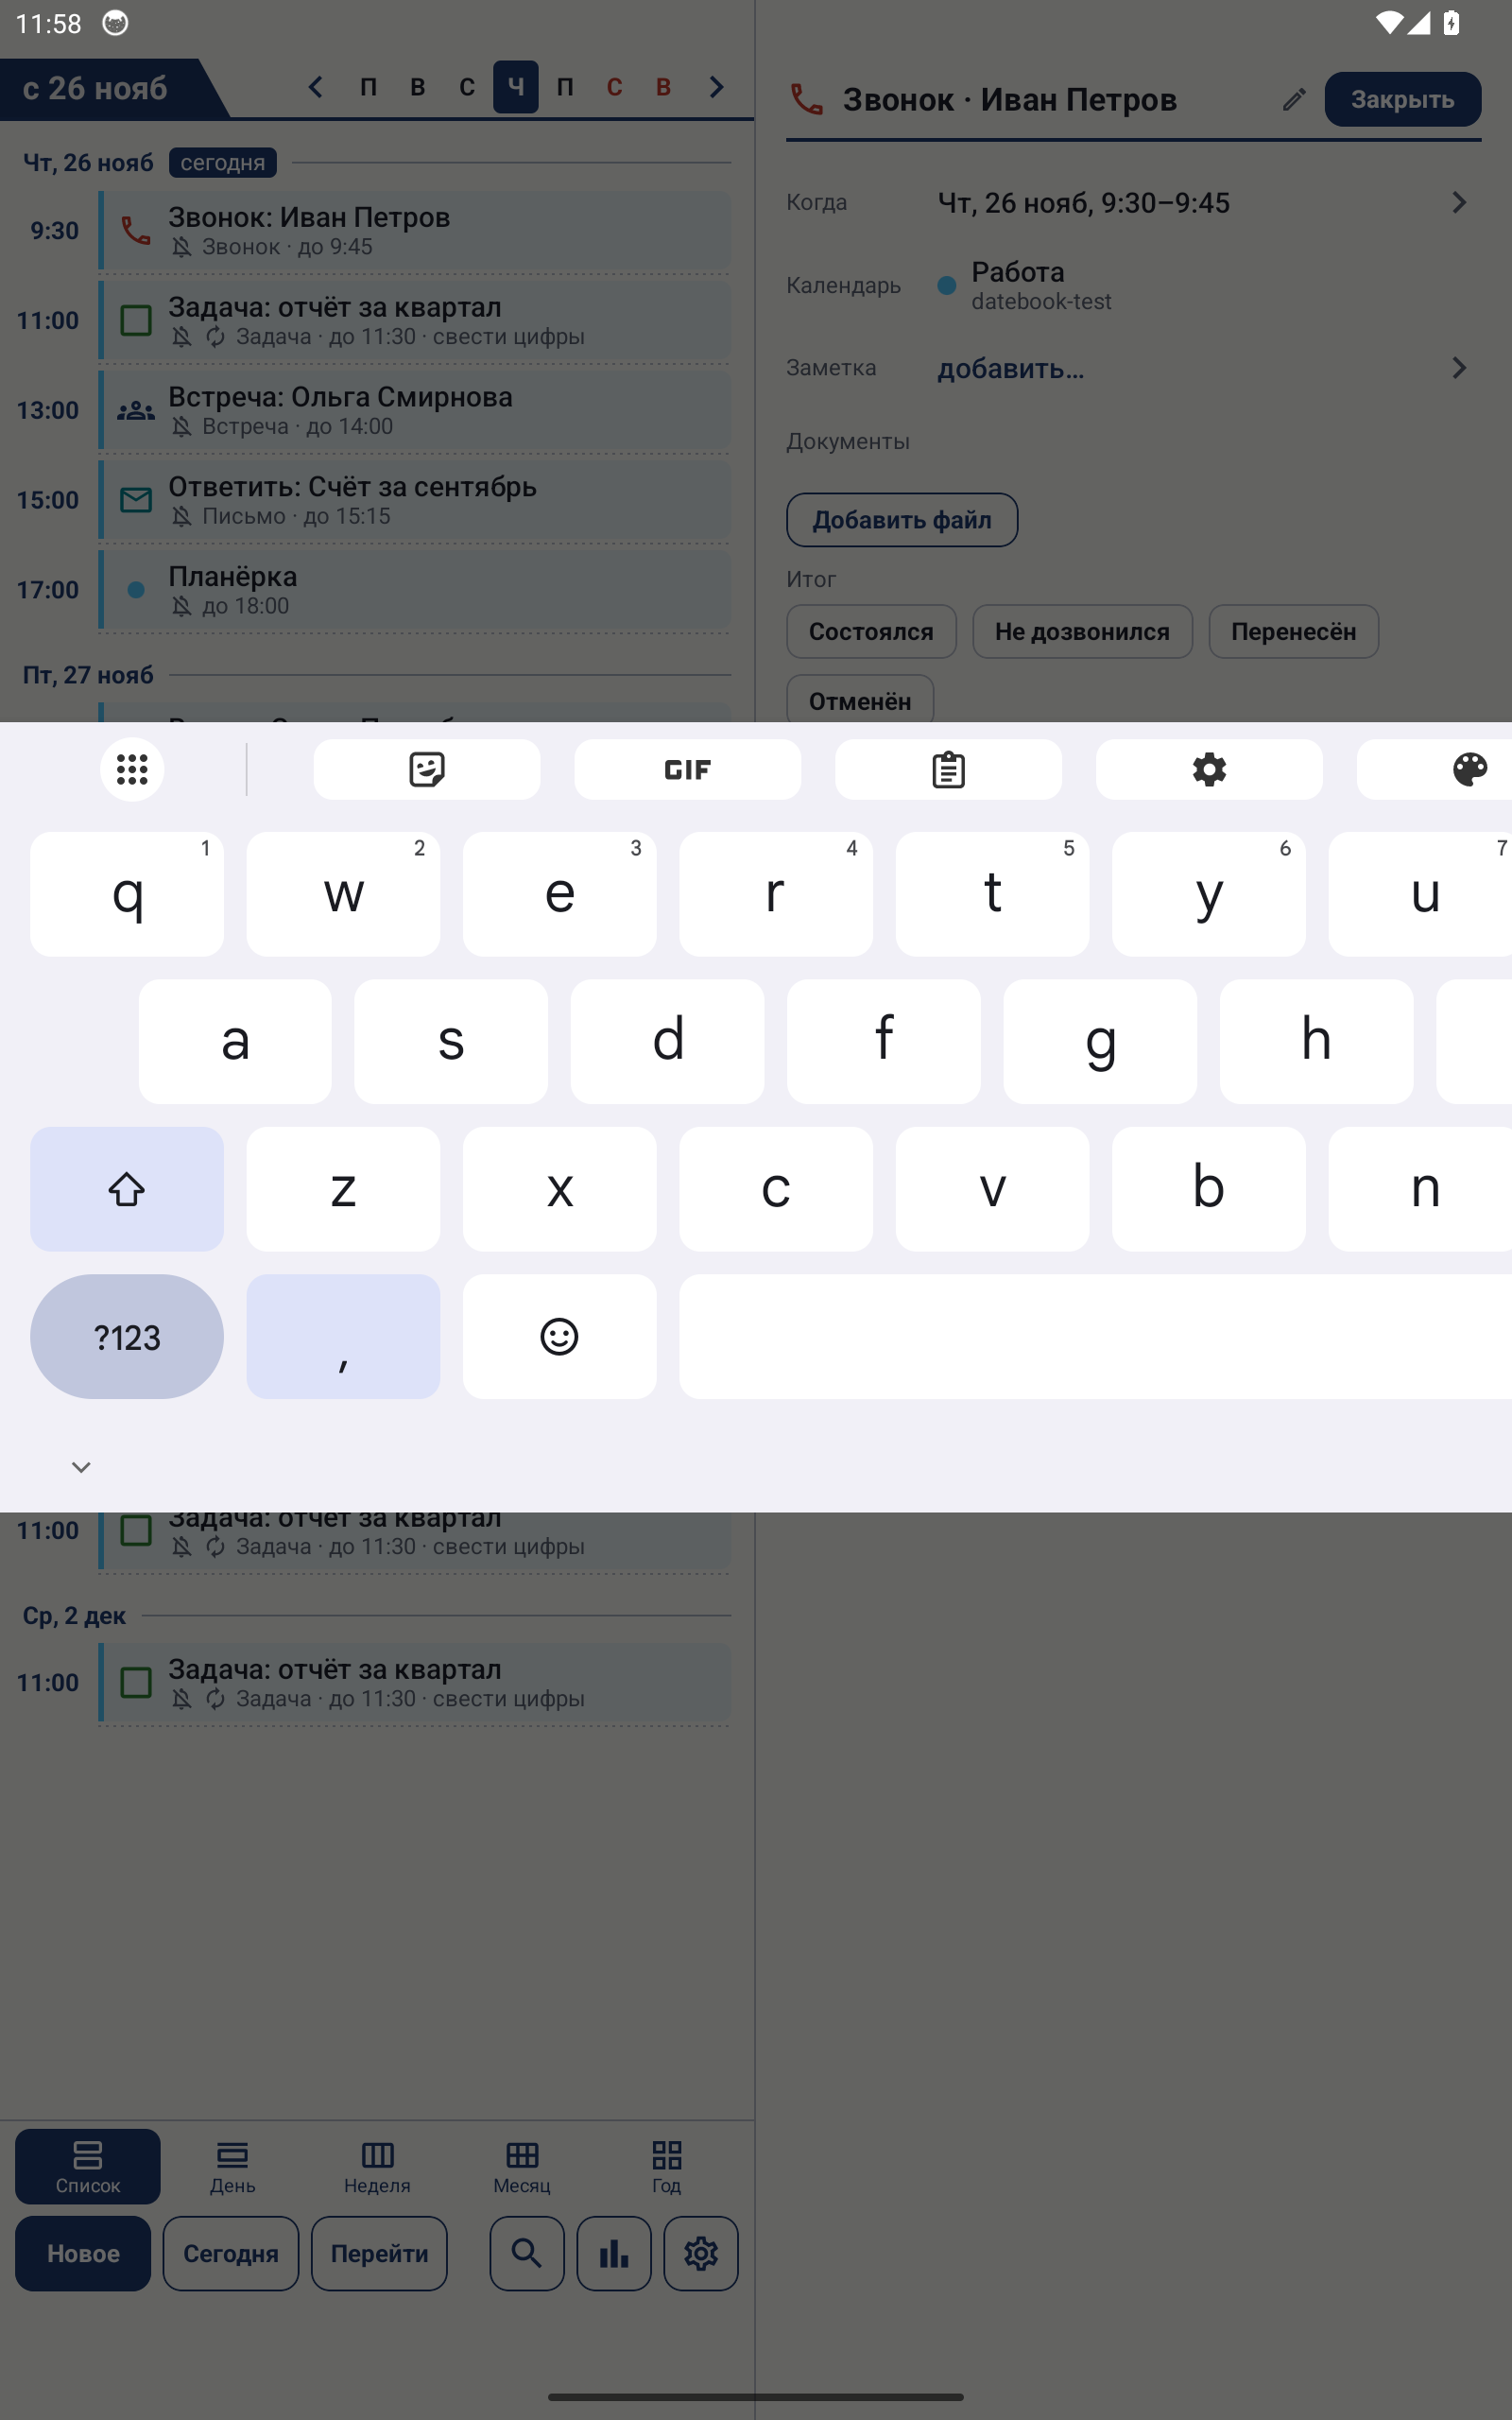 11:58
с 26 нояб
П В С Ч П С В
Чт, 26 нояб сегодня
9:30
Звонок: Иван Петров
Звонок · до 9:45
11:00
Задача: отчёт за квартал
Задача · до 11:30 · свести цифры
13:00
Встреча: Ольга Смирнова
Встреча · до 14:00
15:00
Ответить: Счёт за сентябрь
Письмо · до 15:15
17:00
Планёрка
до 18:00
Пт, 27 нояб
Звонок · Иван Петров
Закрыть
Когда
Чт, 26 нояб, 9:30–9:45
Календарь
Работа
datebook-test
Заметка
добавить…
Документы
Добавить файл
Итог
Состоялся Не дозвонился Перенесён
Отменён
GIF
q 1 w 2 e 3 r 4 t 5 y 6 u 7
a s d f g h
z x c v b n
?123 ,
11:00
Задача: отчёт за квартал
Задача · до 11:30 · свести цифры
Ср, 2 дек
11:00
Задача: отчёт за квартал
Задача · до 11:30 · свести цифры
Список День Неделя Месяц Год
Новое Сегодня Перейти